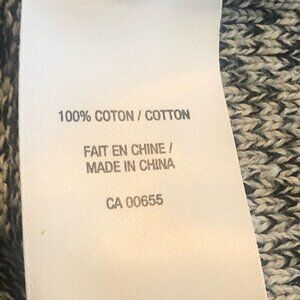 100% COTON / COTTON
FAIT EN CHINE /
MADE IN CHINA
CA 00655